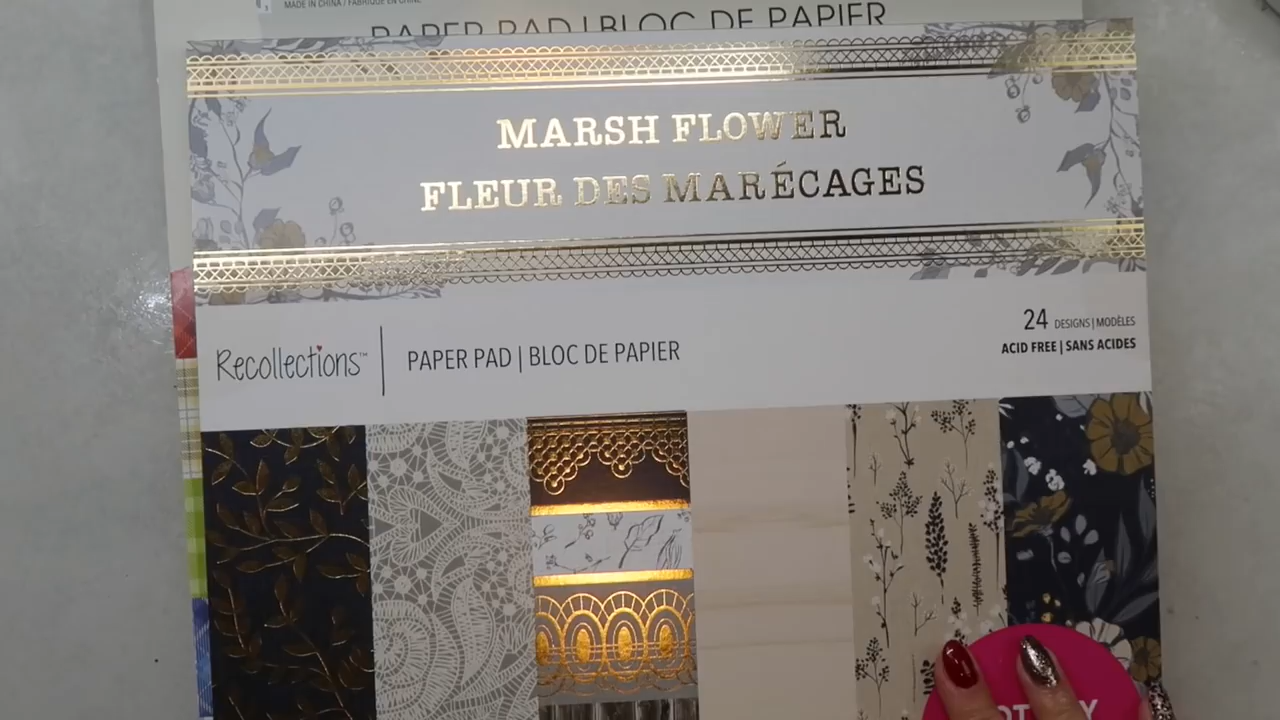 MADE IN CHINA / FABRIQUÉ EN CHINE
PAPER PAD | BLOC DE PAPIER
MARSH FLOWER
FLEUR DES MARÉCAGES
Recollections™
PAPER PAD | BLOC DE PAPIER
24 DESIGNS | MODÈLES
ACID FREE | SANS ACIDES